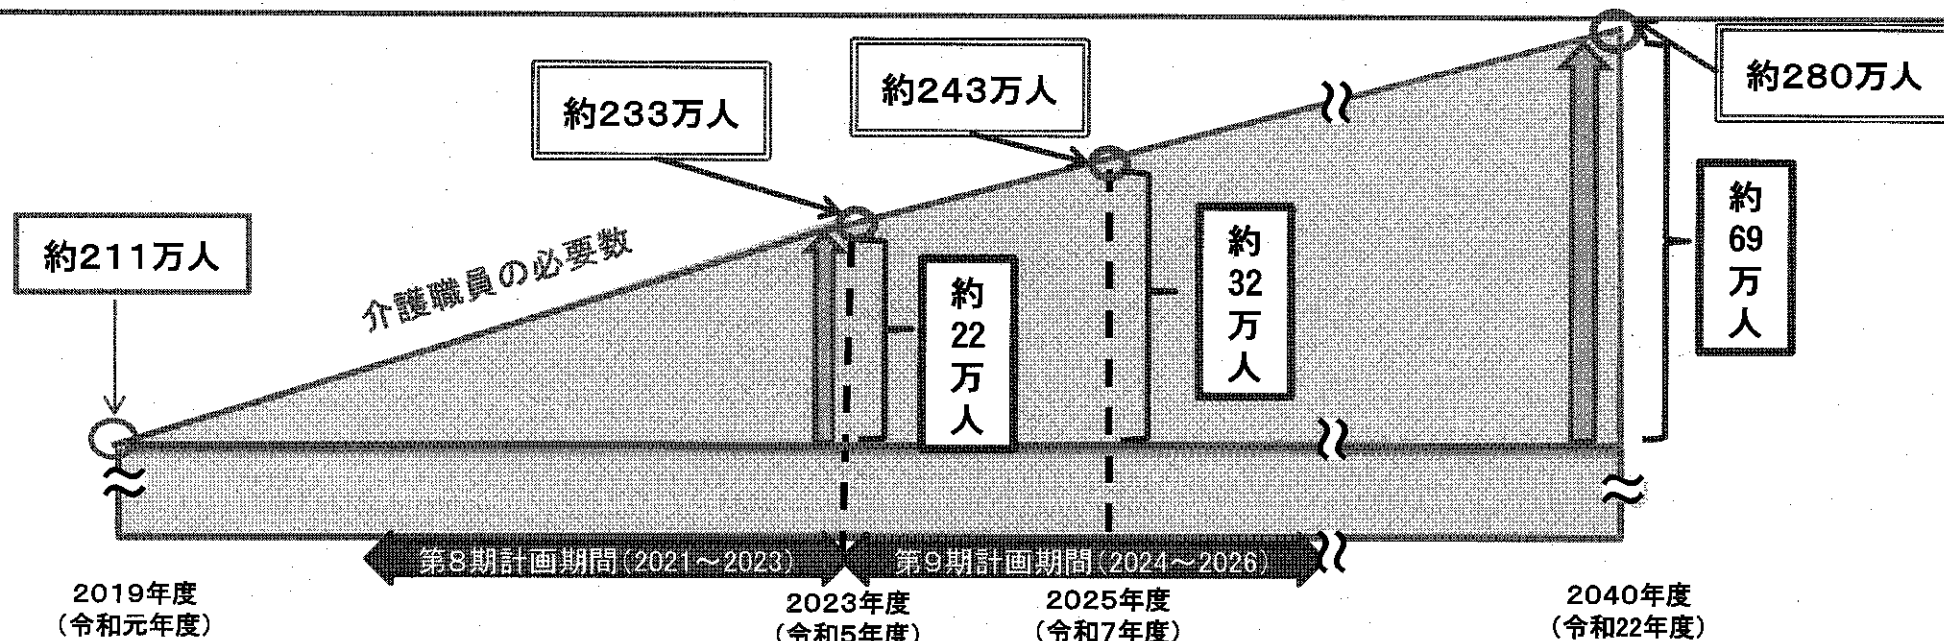 約280万人
約243万人
約233万人
約211万人
介護職員の必要数
約
22
万
人
約
32
万
人
約
69
万
人
第8期計画期間(2021～2023)
第9期計画期間(2024～2026)
2019年度
(令和元年度)
2023年度
(令和5年度)
2025年度
(令和7年度)
2040年度
(令和22年度)